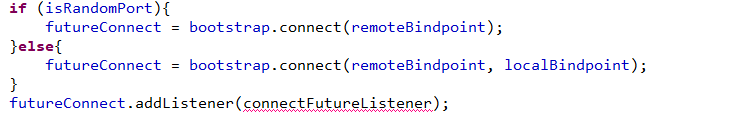 if (isRandomPort){
    futureConnect = bootstrap.connect(remoteBindpoint);
}else{
    futureConnect = bootstrap.connect(remoteBindpoint, localBindpoint);
}
futureConnect.addListener(connectFutureListener);